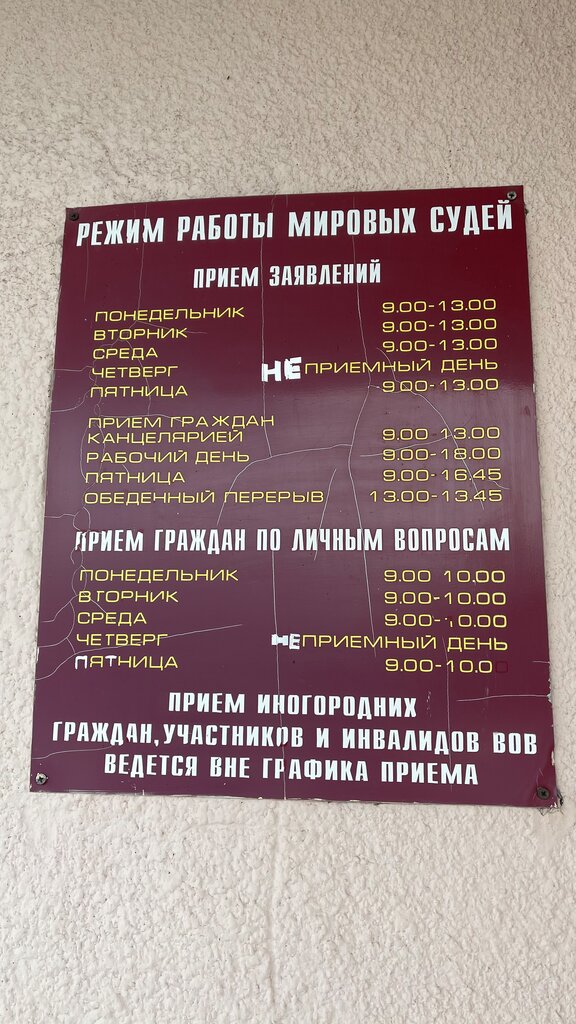 РЕЖИМ РАБОТЫ МИРОВЫХ СУДЕЙ
ПРИЕМ ЗАЯВЛЕНИЙ
ПОНЕДЕЛЬНИК 9.00-13.00
ВТОРНИК 9.00-13.00
СРЕДА 9.00-13.00
ЧЕТВЕРГ НЕПРИЕМНЫЙ ДЕНЬ
ПЯТНИЦА 9.00-13.00
ПРИЕМ ГРАЖДАН
КАНЦЕЛЯРИЕЙ 9.00-13.00
РАБОЧИЙ ДЕНЬ 9.00-18.00
ПЯТНИЦА 9.00-16.45
ОБЕДЕННЫЙ ПЕРЕРЫВ 13.00-13.45
ПРИЕМ ГРАЖДАН ПО ЛИЧНЫМ ВОПРОСАМ
ПОНЕДЕЛЬНИК 9.00 10.00
ВТОРНИК 9.00-10.00
СРЕДА 9.00-10.00
ЧЕТВЕРГ НЕПРИЕМНЫЙ ДЕНЬ
ПЯТНИЦА 9.00-10.00
ПРИЕМ ИНОГОРОДНИХ
ГРАЖДАН, УЧАСТНИКОВ И ИНВАЛИДОВ ВОВ
ВЕДЕТСЯ ВНЕ ГРАФИКА ПРИЕМА